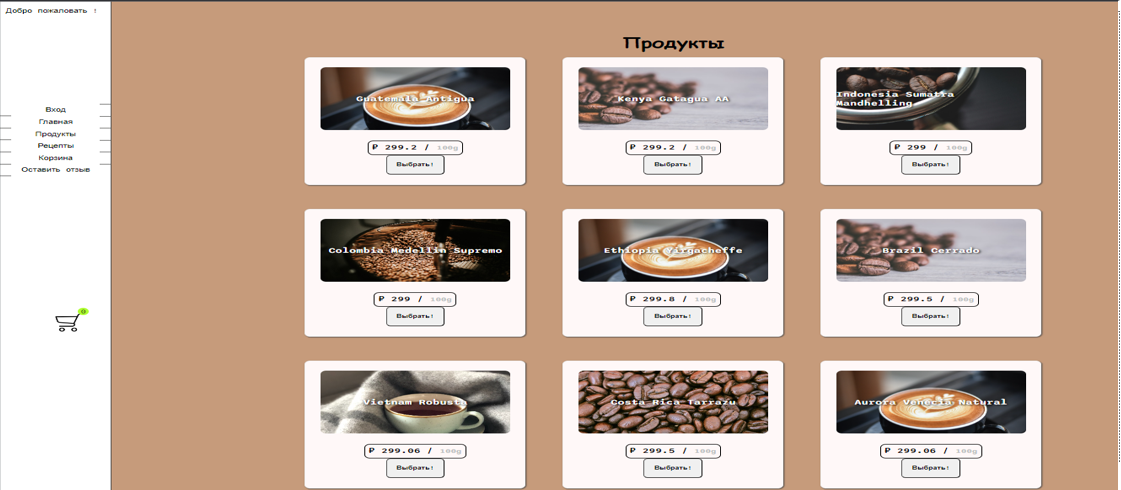 Добро пожаловать !
Вход
Главная
Продукты
Рецепты
Корзина
Оставить отзыв
0
Продукты
Guatemala Antigua
₽ 299.2 / 100g
Выбрать!
Kenya Gatagua AA
₽ 299.2 / 100g
Выбрать!
Indonesia Sumatra
Mandhelling
₽ 299 / 100g
Выбрать!
Colombia Medellin Supremo
₽ 299 / 100g
Выбрать!
Ethiopia Yirgacheffe
₽ 299.8 / 100g
Выбрать!
Brazil Cerrado
₽ 299.5 / 100g
Выбрать!
Vietnam Robusta
₽ 299.06 / 100g
Выбрать!
Costa Rica Tarrazu
₽ 299.5 / 100g
Выбрать!
Aurora Venecia Natural
₽ 299.06 / 100g
Выбрать!